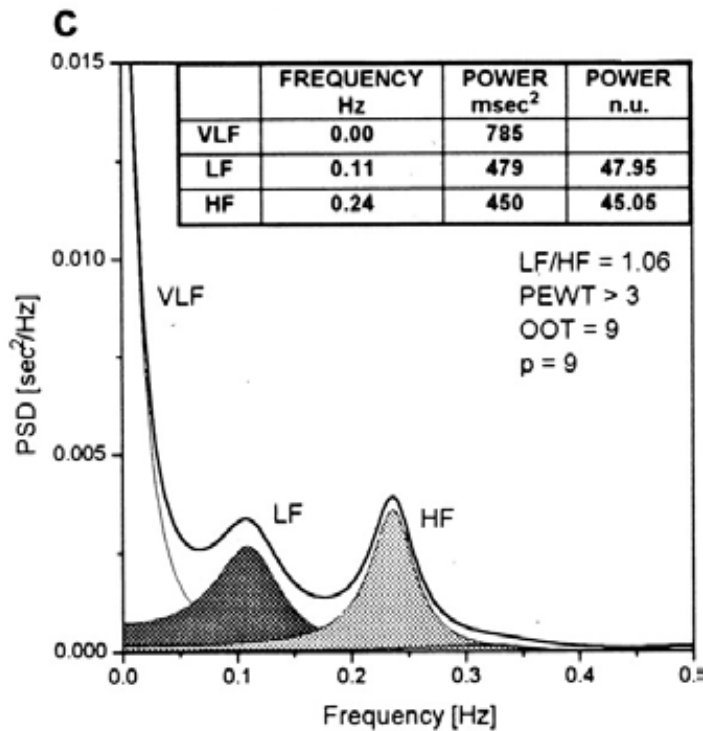 C
0.015
0.010
0.005
0.000
PSD [sec²/Hz]
FREQUENCY Hz POWER msec² POWER n.u.
VLF 0.00 785
LF 0.11 479 47.95
HF 0.24 450 45.05
LF/HF = 1.06
PEWT > 3
OOT = 9
p = 9
VLF
LF
HF
0.0 0.1 0.2 0.3 0.4 0.5
Frequency [Hz]